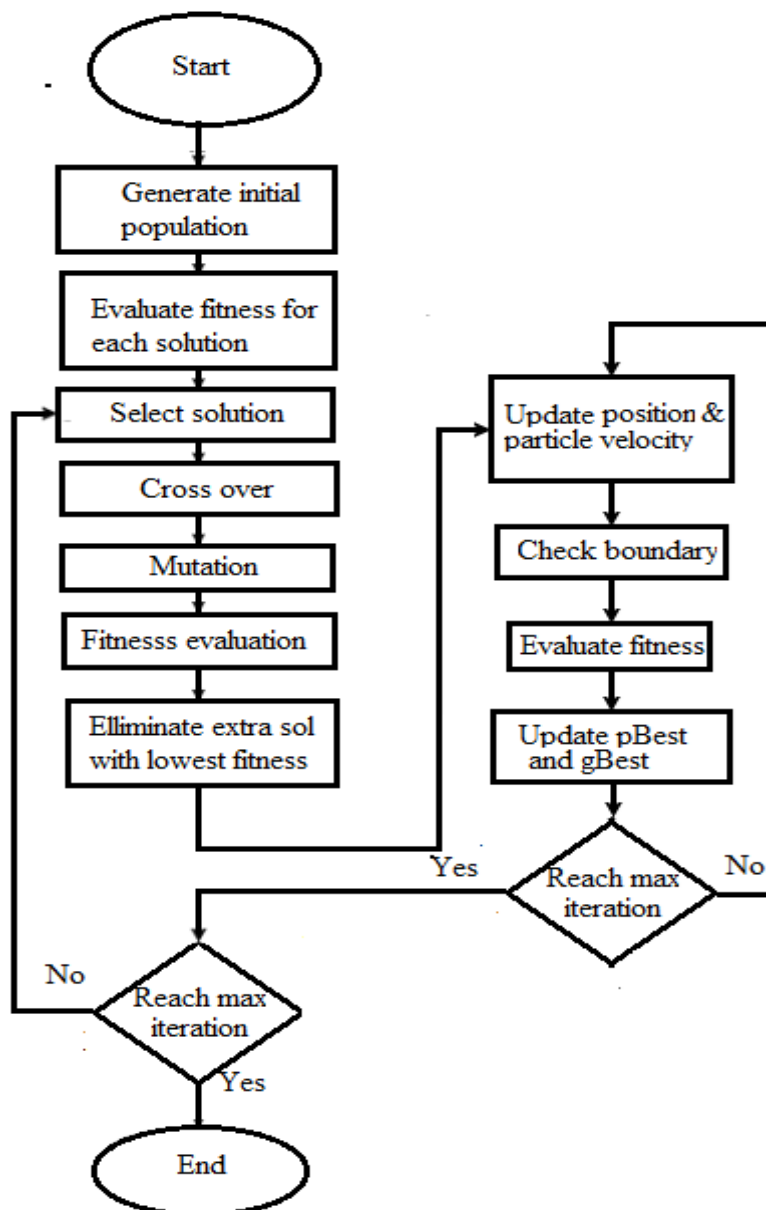 Start
Generate initial
population
Evaluate fitness for
each solution
Select solution
Cross over
Mutation
Fitnesss evaluation
Elliminate extra sol
with lowest fitness
Update position &
particle velocity
Check boundary
Evaluate fitness
Update pBest
and gBest
Reach max
iteration
Yes
No
Reach max
iteration
No
Yes
End